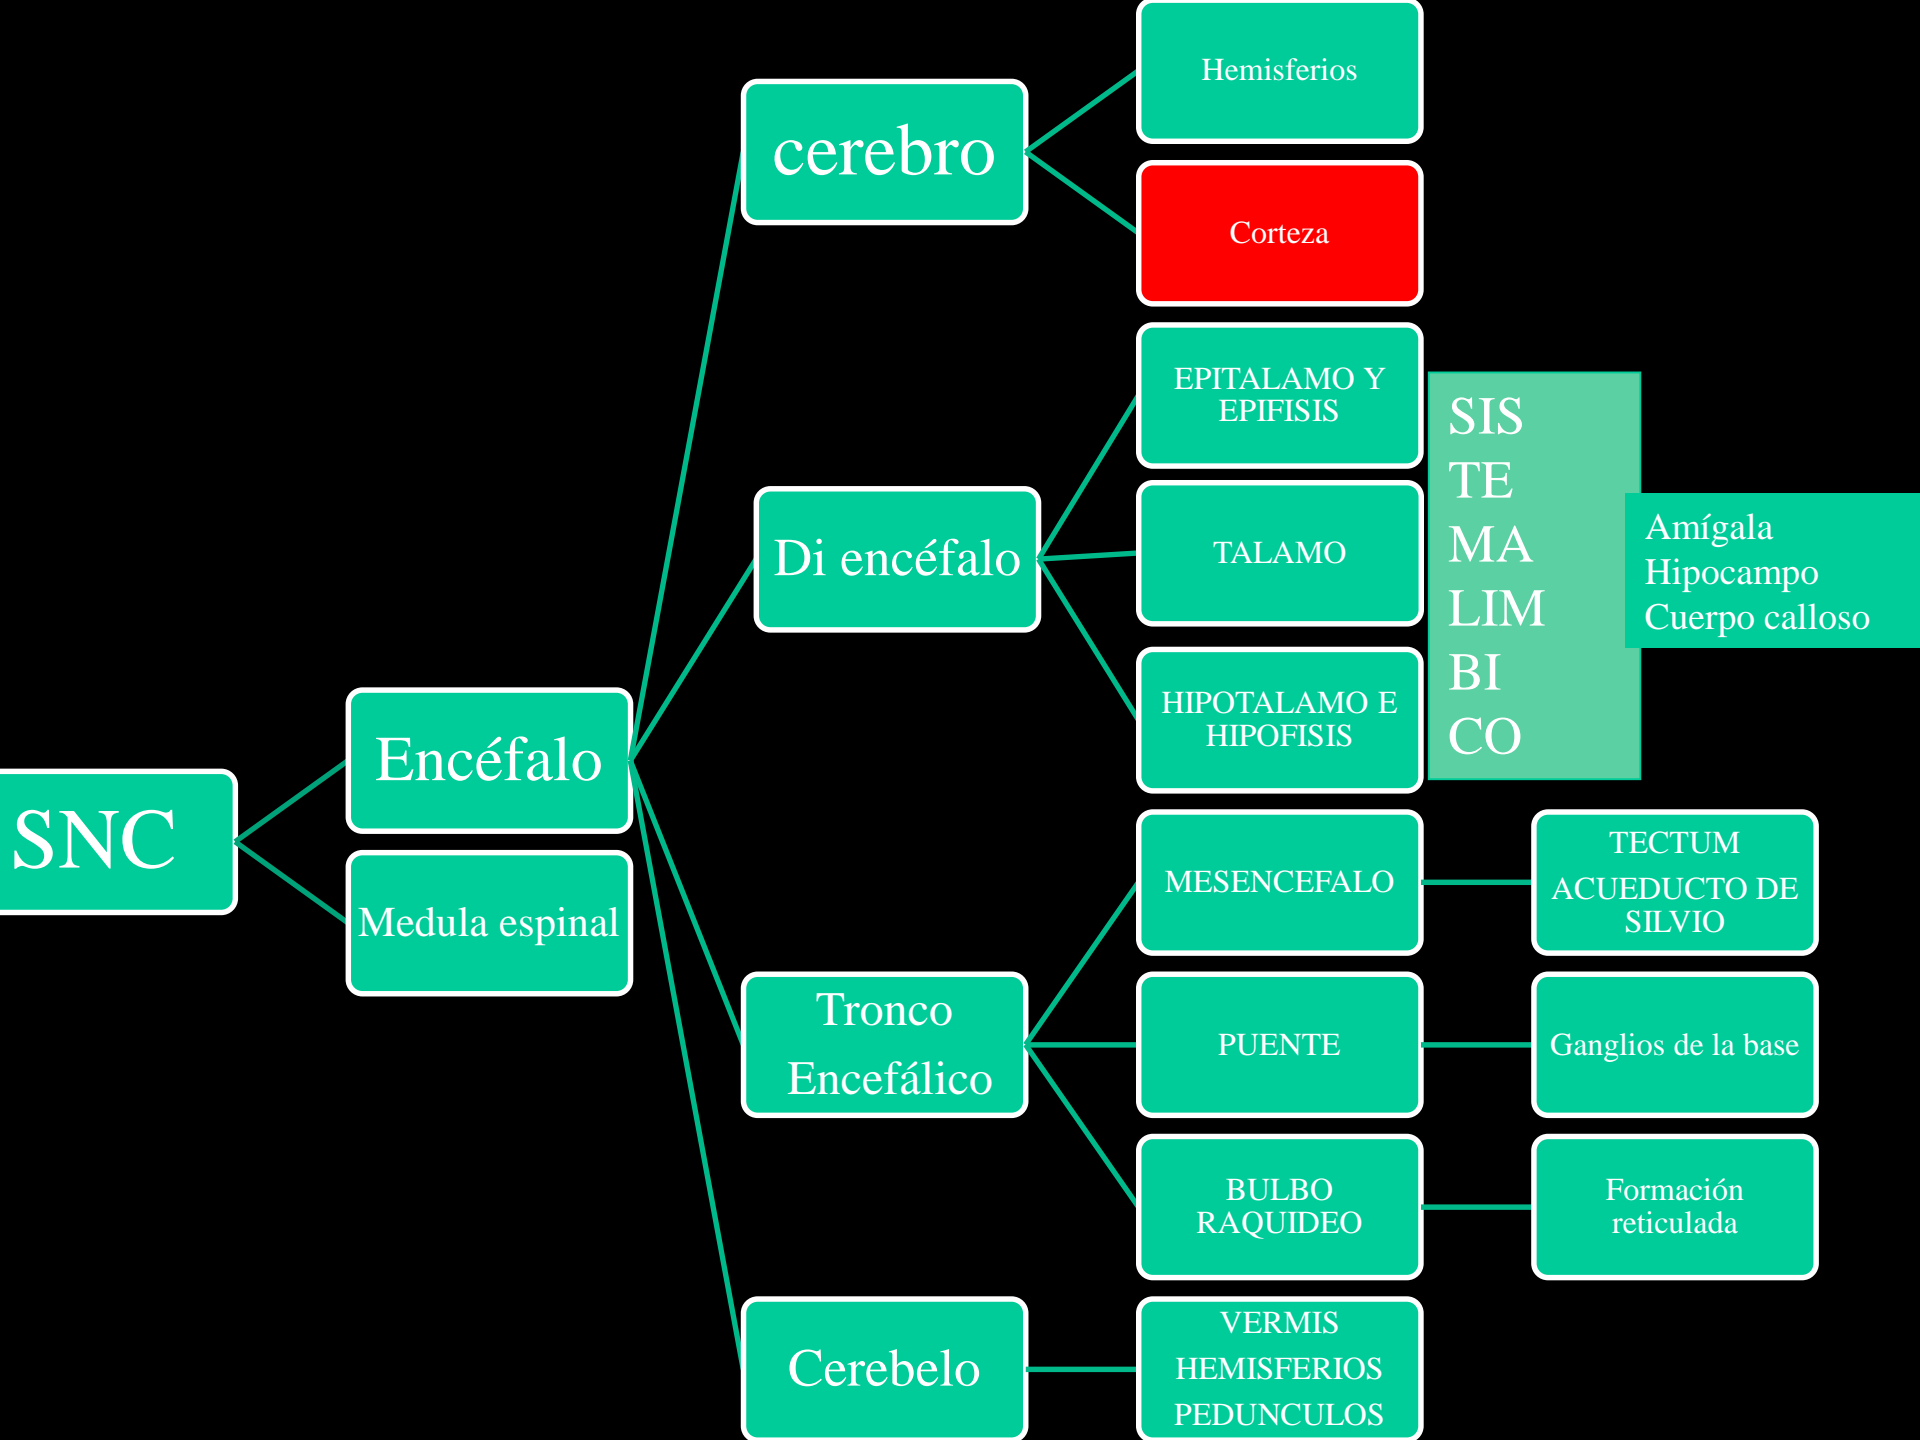 SNC
Encéfalo
Medula espinal
cerebro
Hemisferios
Corteza
Di encéfalo
EPITALAMO Y
EPIFISIS
TALAMO
HIPOTALAMO E
HIPOFISIS
SIS
TE
MA
LIM
BI
CO
Amígala
Hipocampo
Cuerpo calloso
Tronco
Encefálico
MESENCEFALO
TECTUM
ACUEDUCTO DE
SILVIO
PUENTE
Ganglios de la base
BULBO
RAQUIDEO
Formación
reticulada
Cerebelo
VERMIS
HEMISFERIOS
PEDUNCULOS